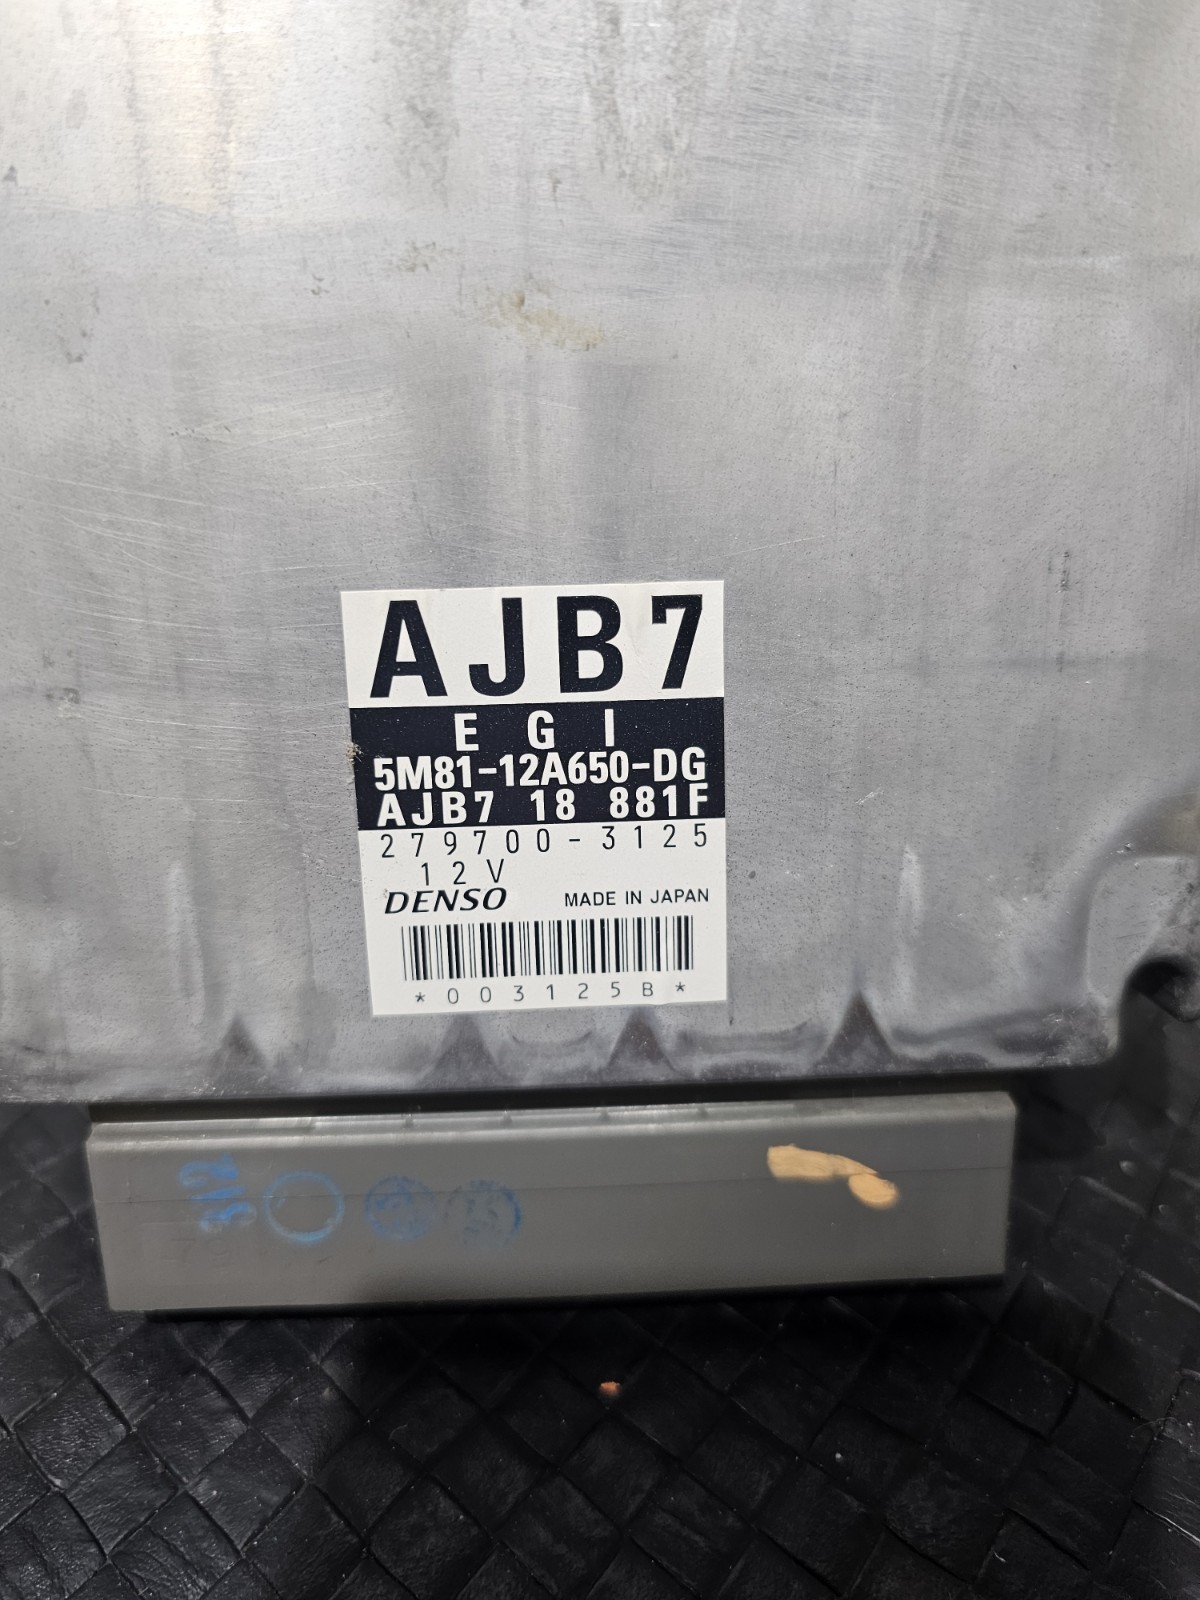 AJB7
E G I
5M81-12A650-DG
AJB7 18 881F
279700-3125
12V
DENSO MADE IN JAPAN
*003125B*